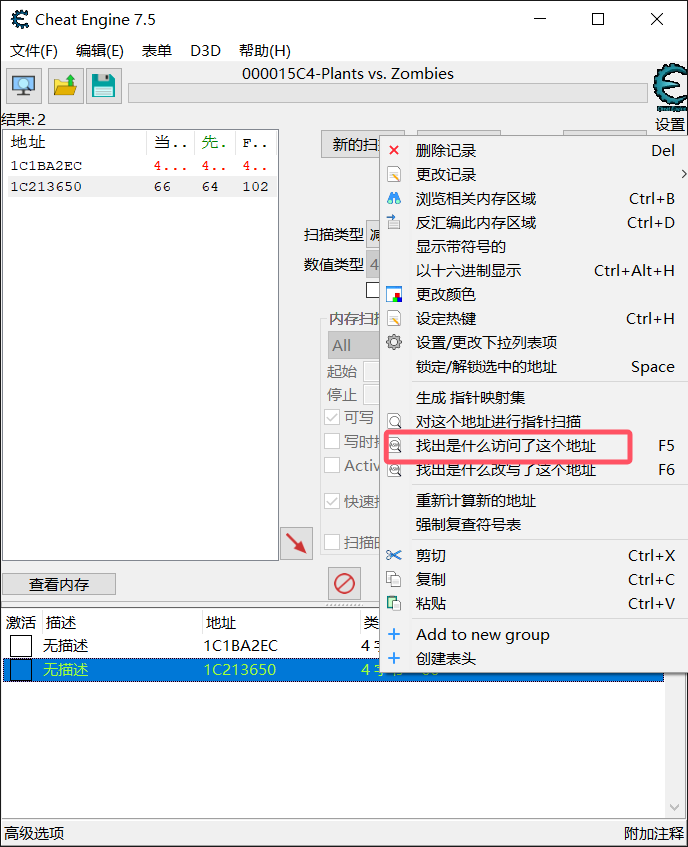 Cheat Engine 7.5
文件(F) 编辑(E) 表单 D3D 帮助(H)
000015C4-Plants vs. Zombies
结果: 2
设置
地址 当.. 先. F..
1C1BA2EC 4... 4.. 4..
1C213650 66 64 102
新的扫
扫描类型 减
数值类型 4
内存扫
All
起始
停止
可写
写时
Activ
快速
扫描
查看内存
删除记录 Del
更改记录
浏览相关内存区域 Ctrl+B
反汇编此内存区域 Ctrl+D
显示带符号的
以十六进制显示 Ctrl+Alt+H
更改颜色
设定热键 Ctrl+H
设置/更改下拉列表项
锁定/解锁选中的地址 Space
生成 指针映射集
对这个地址进行指针扫描
找出是什么访问了这个地址 F5
找出是什么改写了这个地址 F6
重新计算新的地址
强制复查符号表
剪切 Ctrl+X
复制 Ctrl+C
粘贴 Ctrl+V
Add to new group
创建表头
激活 描述 地址 类
无描述 1C1BA2EC 4
无描述 1C213650 4
高级选项 附加注释